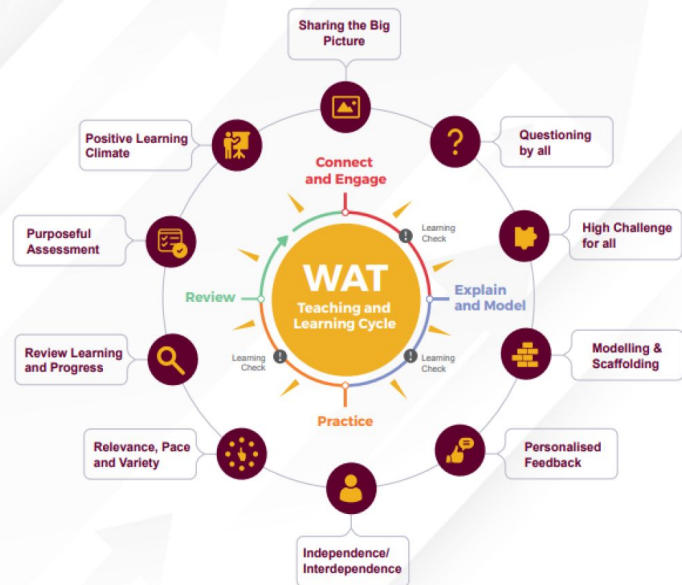 Sharing the Big
Picture
Positive Learning
Climate
Questioning
by all
Connect
and Engage
Purposeful
Assessment
Learning
Check
High Challenge
for all
WAT
Teaching and
Learning Cycle
Review
Explain
and Model
Review Learning
and Progress
Learning
Check
Learning
Check
Modelling &
Scaffolding
Practice
Relevance, Pace
and Variety
Personalised
Feedback
Independence/
Interdependence